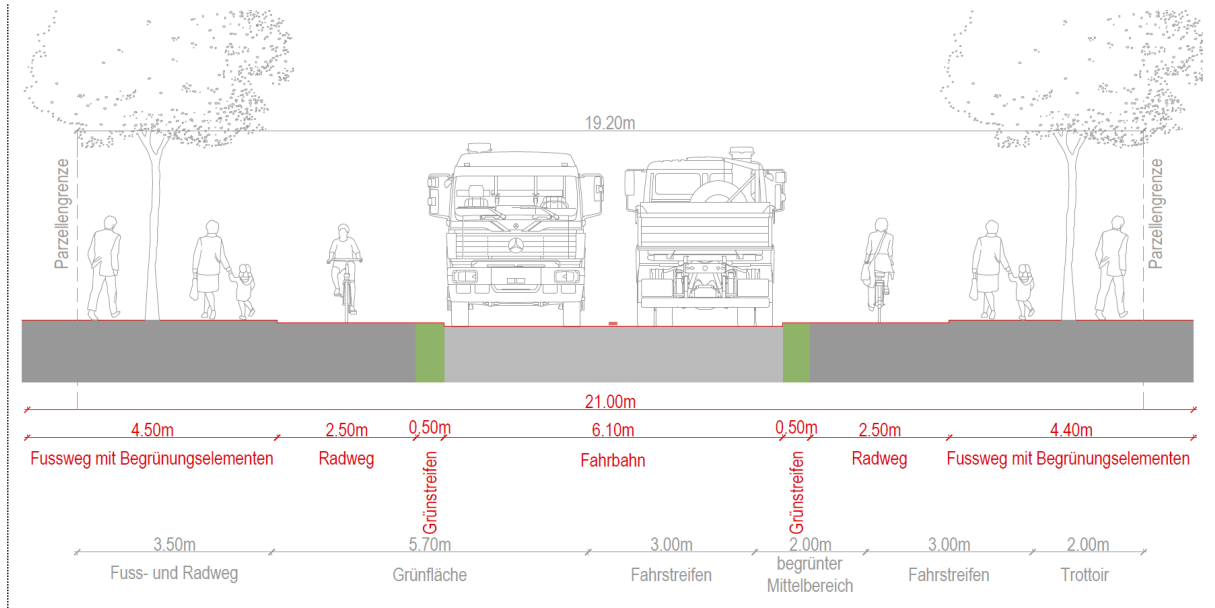 19.20m
Parzellengrenze
Parzellengrenze
21.00m
4.50m 2.50m 0,50m 6.10m 0,50m 2.50m 4.40m
Fussweg mit Begrünungselementen Radweg Grünstreifen Fahrbahn Grünstreifen Radweg Fussweg mit Begrünungselementen
3.50m 5.70m 3.00m 2.00m 3.00m 2.00m
Fuss- und Radweg Grünfläche Fahrstreifen begrünter Fahrstreifen Trottoir
Mittelbereich